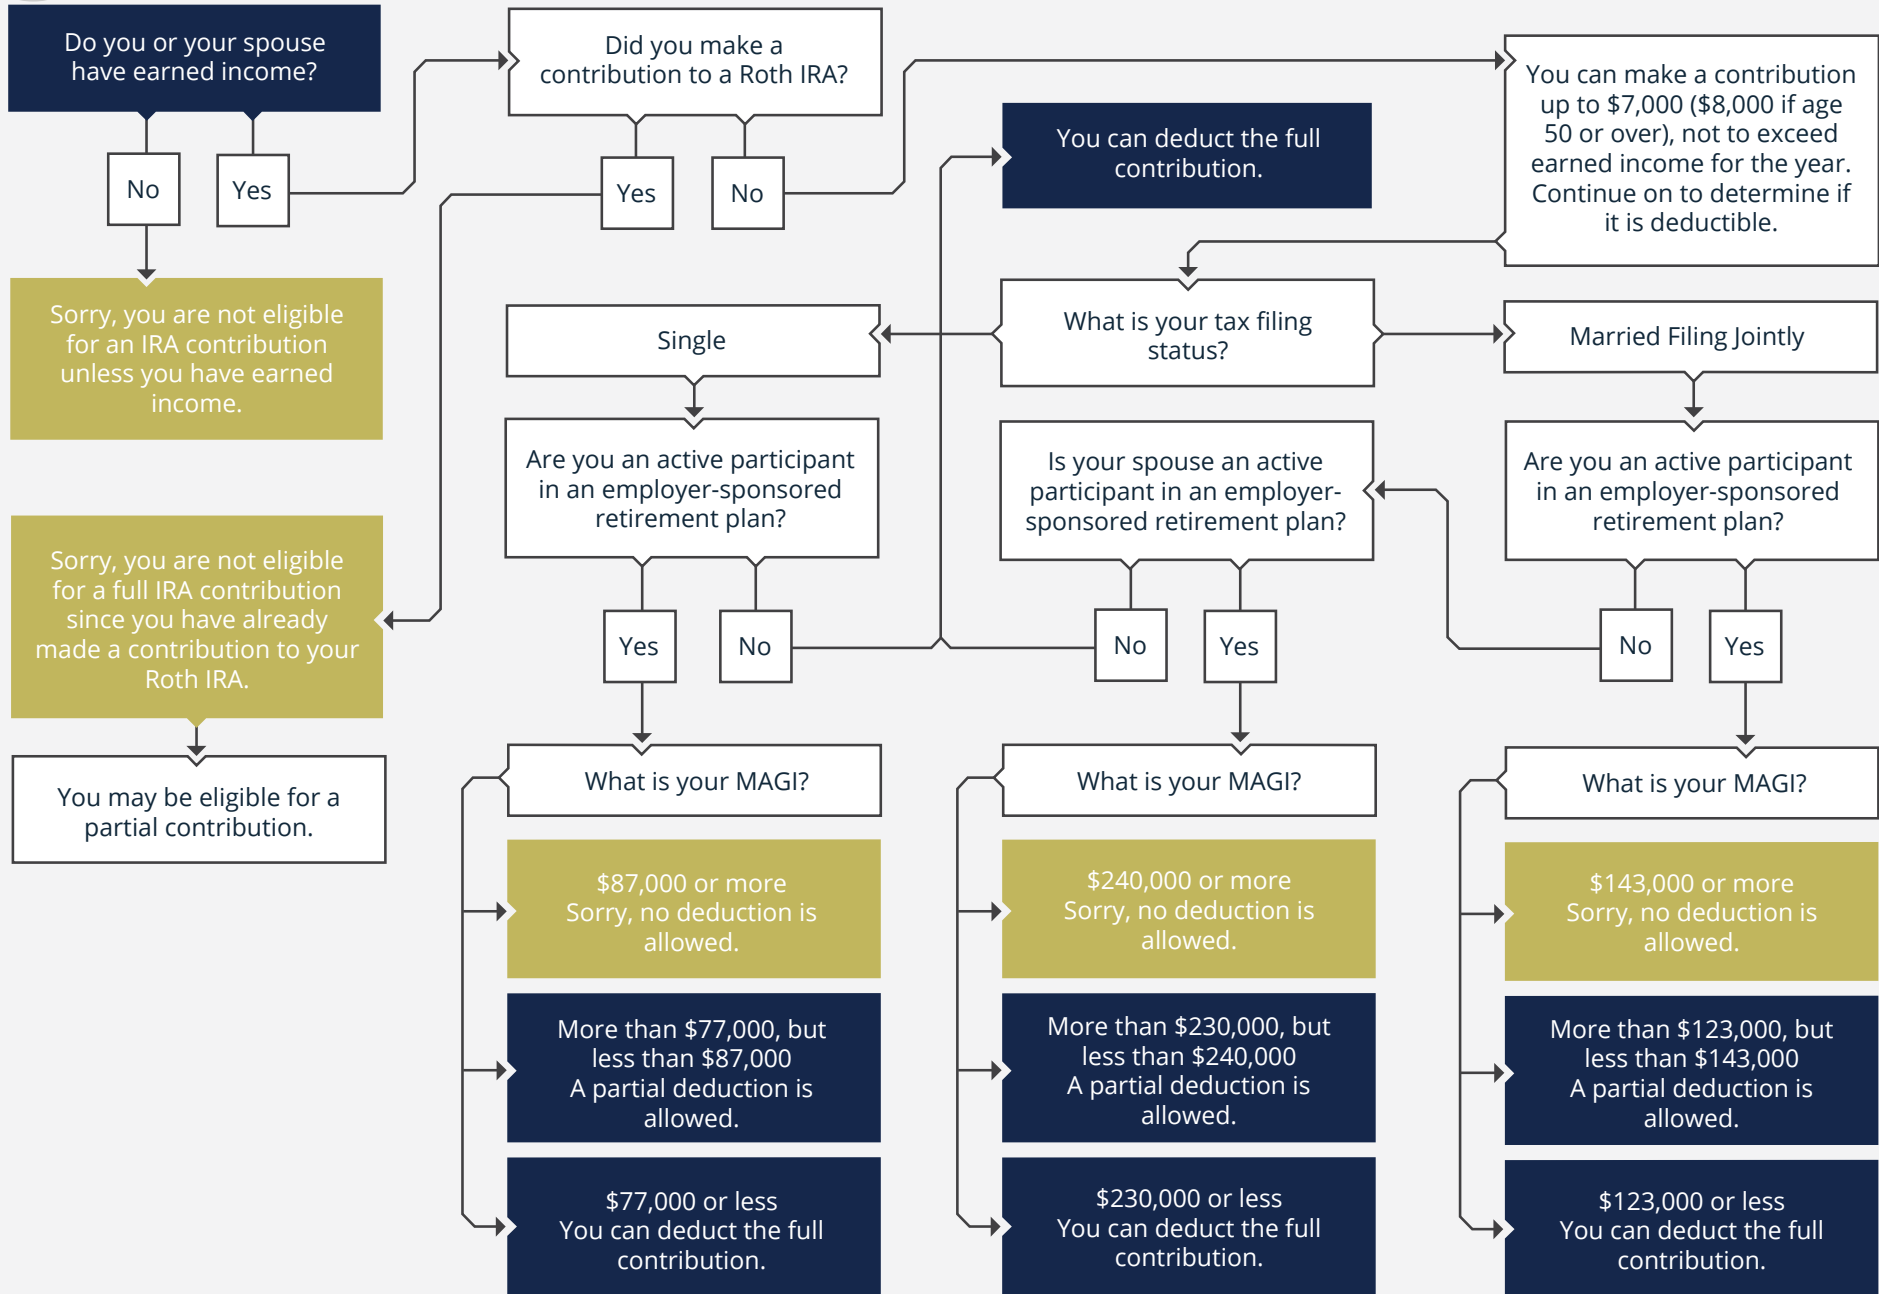 Do you or your spouse
have earned income?
No
Yes
Sorry, you are not eligible
for an IRA contribution
unless you have earned
income.
Did you make a
contribution to a Roth IRA?
Yes
No
Sorry, you are not eligible
for a full IRA contribution
since you have already
made a contribution to your
Roth IRA.
You may be eligible for a
partial contribution.
You can make a contribution
up to $7,000 ($8,000 if age
50 or over), not to exceed
earned income for the year.
Continue on to determine if
it is deductible.
You can deduct the full
contribution.
What is your tax filing
status?
Single
Married Filing Jointly
Are you an active participant
in an employer-sponsored
retirement plan?
Yes
No
Is your spouse an active
participant in an employer-
sponsored retirement plan?
No
Yes
Are you an active participant
in an employer-sponsored
retirement plan?
No
Yes
What is your MAGI?
$87,000 or more
Sorry, no deduction is
allowed.
More than $77,000, but
less than $87,000
A partial deduction is
allowed.
$77,000 or less
You can deduct the full
contribution.
What is your MAGI?
$240,000 or more
Sorry, no deduction is
allowed.
More than $230,000, but
less than $240,000
A partial deduction is
allowed.
$230,000 or less
You can deduct the full
contribution.
What is your MAGI?
$143,000 or more
Sorry, no deduction is
allowed.
More than $123,000, but
less than $143,000
A partial deduction is
allowed.
$123,000 or less
You can deduct the full
contribution.